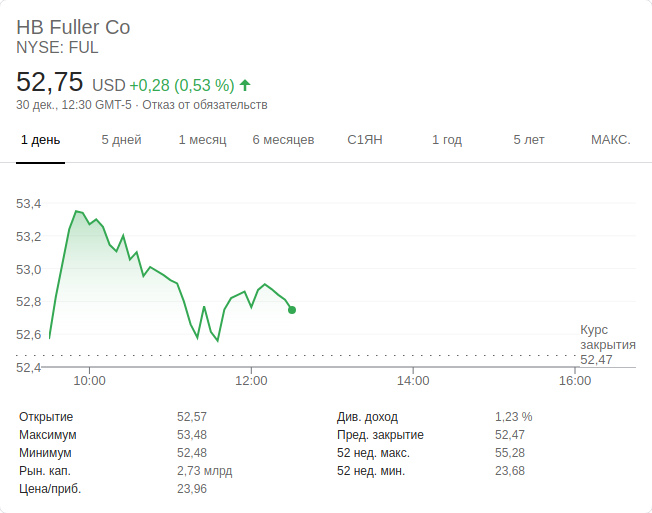 HB Fuller Co
NYSE: FUL
52,75 USD +0,28 (0,53 %)
30 дек., 12:30 GMT-5 · Отказ от обязательств
1 день 5 дней 1 месяц 6 месяцев С1ЯН 1 год 5 лет МАКС.
53,4
53,2
53,0
52,8
52,6
52,4
Курс
закрытия
52,47
10:00 12:00 14:00 16:00
Открытие 52,57 Див. доход 1,23 %
Максимум 53,48 Пред. закрытие 52,47
Минимум 52,48 52 нед. макс. 55,28
Рын. кап. 2,73 млрд 52 нед. мин. 23,68
Цена/приб. 23,96